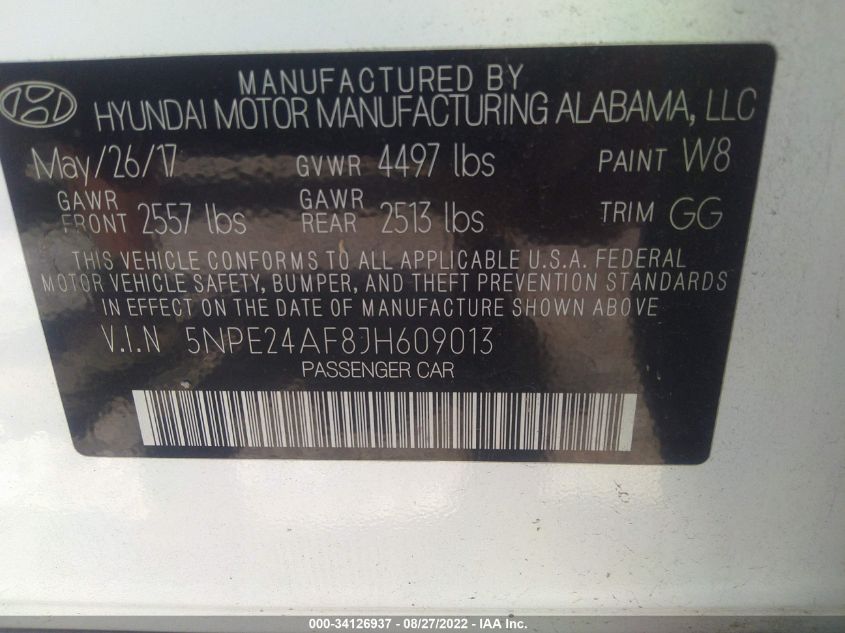 MANUFACTURED BY
HYUNDAI MOTOR MANUFACTURING ALABAMA, LLC
May/26/17 GVWR 4497 lbs PAINT W8
GAWR FRONT 2557 lbs GAWR REAR 2513 lbs TRIM GG
THIS VEHICLE CONFORMS TO ALL APPLICABLE U.S.A. FEDERAL
MOTOR VEHICLE SAFETY, BUMPER, AND THEFT PREVENTION STANDARDS
IN EFFECT ON THE DATE OF MANUFACTURE SHOWN ABOVE
V.I.N 5NPE24AF8JH609013
PASSENGER CAR
000-34126937 - 08/27/2022 - IAA Inc.